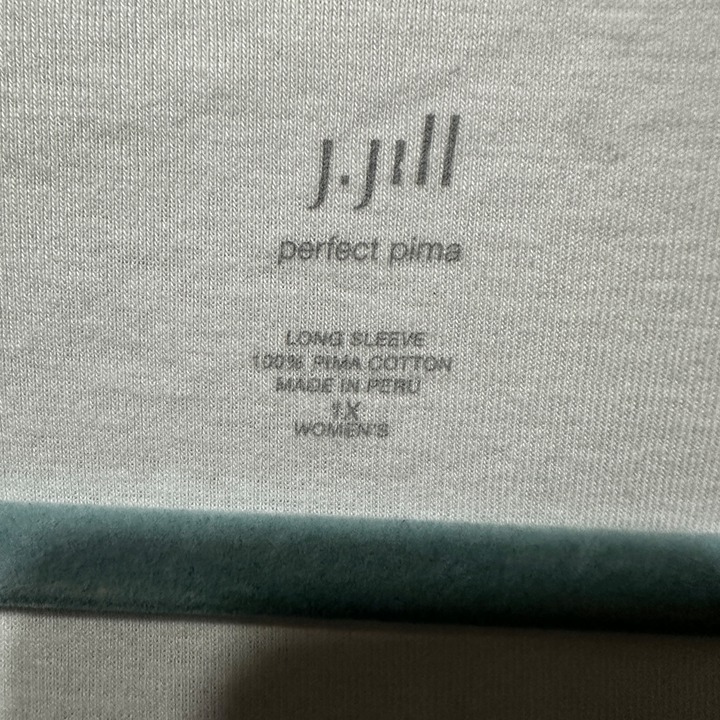 J.Jill
perfect pima
LONG SLEEVE
100% PIMA COTTON
MADE IN PERU
1X
WOMEN'S